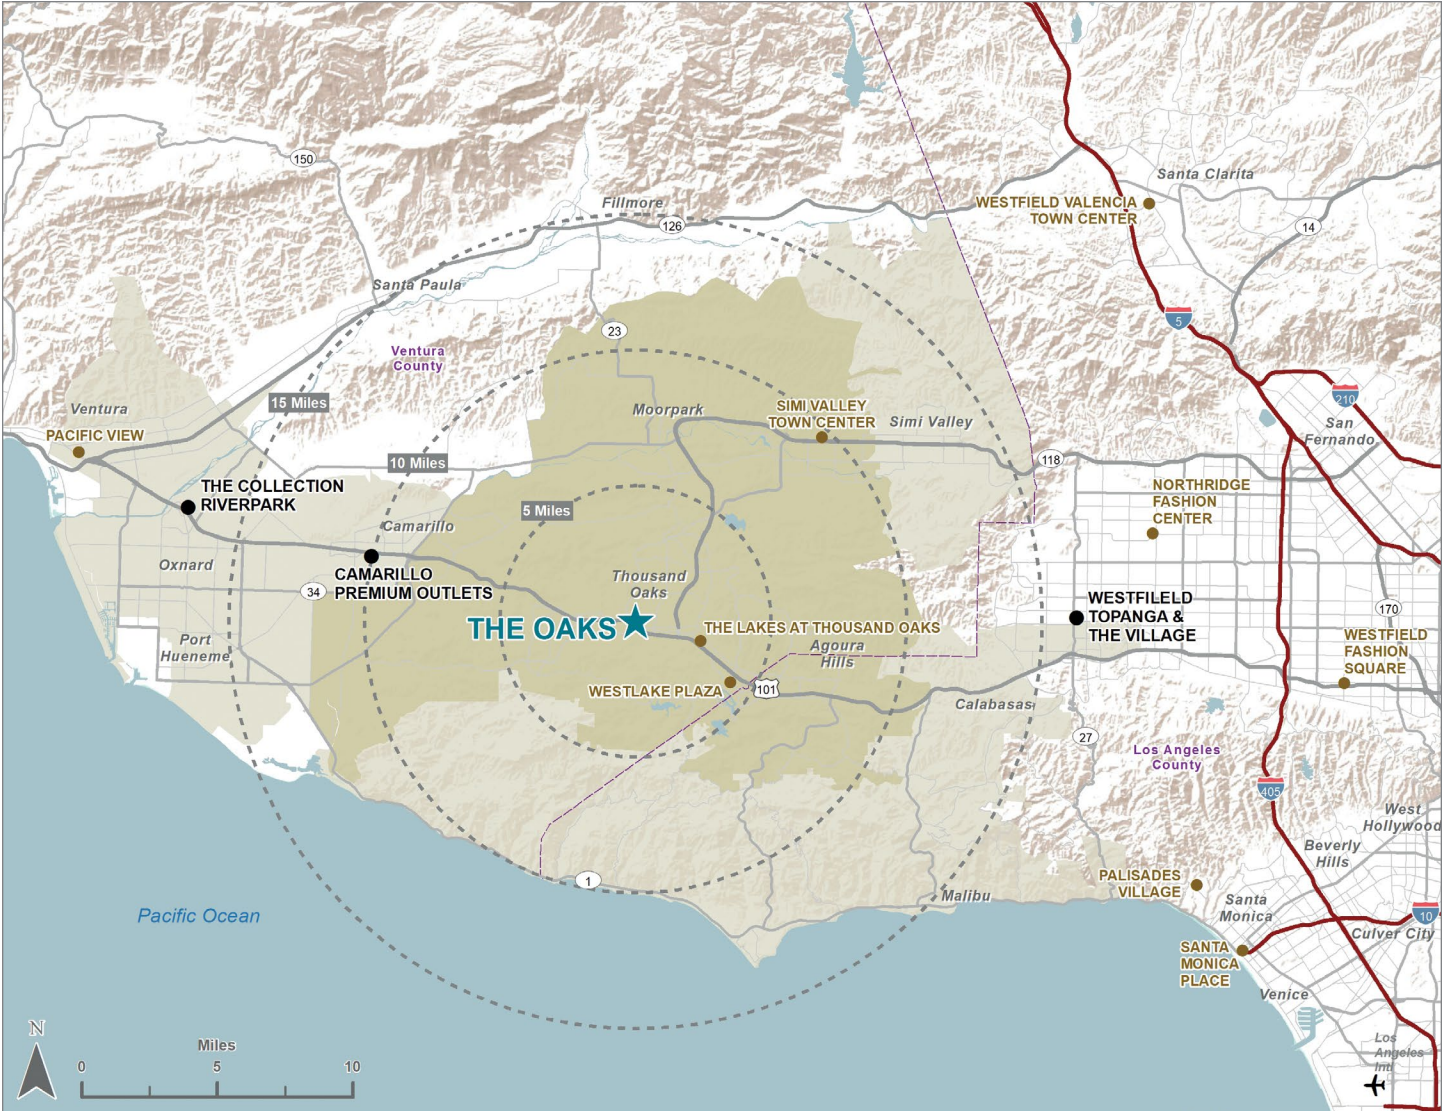 150
Santa Clarita
Fillmore
WESTFIELD VALENCIA
TOWN CENTER
126
14
Santa Paula
5
23
Ventura
County
210
15 Miles
Ventura
Moorpark
SIMI VALLEY
TOWN CENTER
Simi Valley
San
Fernando
PACIFIC VIEW
10 Miles
118
THE COLLECTION
RIVERPARK
NORTHRIDGE
FASHION
CENTER
5 Miles
Camarillo
Oxnard
CAMARILLO
PREMIUM OUTLETS
34
Thousand
Oaks
THE OAKS
WESTFILELD
TOPANGA &
THE VILLAGE
170
THE LAKES AT THOUSAND OAKS
Agoura
Hills
Port
Hueneme
WESTFIELD
FASHION
SQUARE
WESTLAKE PLAZA
101
Calabasas
27
Los Angeles
County
405
West
Hollywood
Beverly
Hills
1
PALISADES
VILLAGE
Malibu
Santa
Monica
10
Pacific Ocean
Culver City
SANTA
MONICA
PLACE
Venice
N
Miles
0
5
10
Los
Angeles
Intl